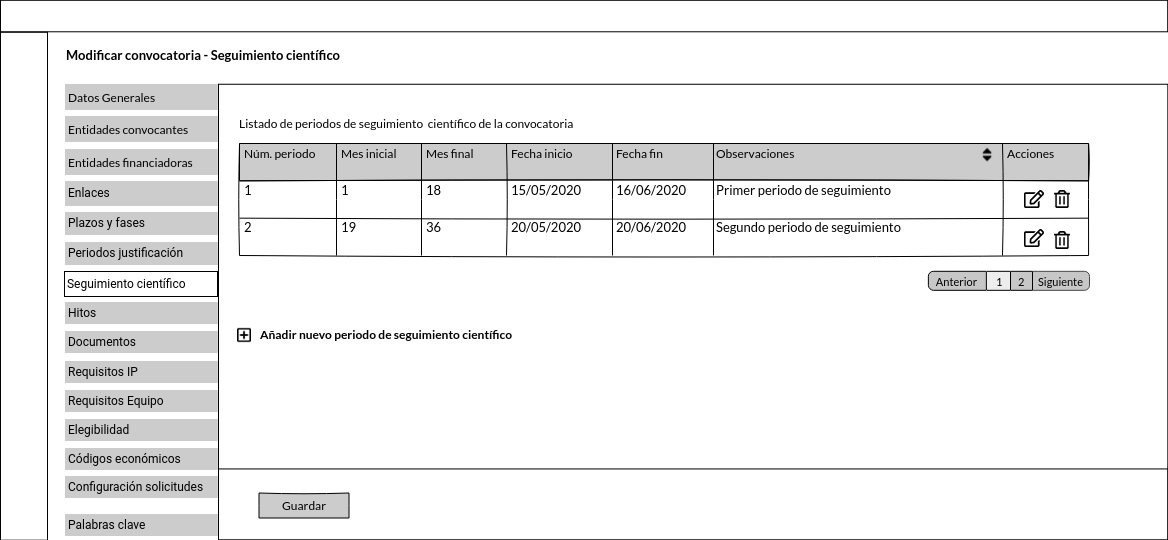 Modificar convocatoria - Seguimiento científico
Datos Generales
Entidades convocantes
Entidades financiadoras
Enlaces
Plazos y fases
Periodos justificación
Seguimiento científico
Hitos
Documentos
Requisitos IP
Requisitos Equipo
Elegibilidad
Códigos económicos
Configuración solicitudes
Palabras clave
Listado de periodos de seguimiento científico de la convocatoria
Núm. periodo Mes inicial Mes final Fecha inicio Fecha fin Observaciones Acciones
1 1 18 15/05/2020 16/06/2020 Primer periodo de seguimiento
2 19 36 20/05/2020 20/06/2020 Segundo periodo de seguimiento
Anterior 1 2 Siguiente
Añadir nuevo periodo de seguimiento científico
Guardar